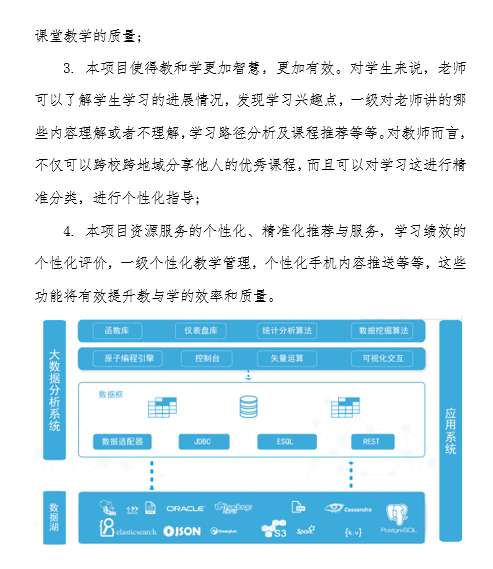 课堂教学的质量；
3. 本项目使得教和学更加智慧，更加有效。对学生来说，老师
可以了解学生学习的进展情况，发现学习兴趣点，一级对老师讲的哪
些内容理解或者不理解，学习路径分析及课程推荐等等。对教师而言，
不仅可以跨校跨地域分享他人的优秀课程，而且可以对学习这进行精
准分类，进行个性化指导；
4. 本项目资源服务的个性化、精准化推荐与服务，学习绩效的
个性化评价，一级个性化教学管理，个性化手机内容推送等等，这些
功能将有效提升教与学的效率和质量。
大数据分析系统
函数库 仪表盘库 统计分析算法 数据挖掘算法
原子编程引擎 控制台 矢量运算 可视化交互
数据框
数据适配器 JDBC ESQL REST
应用系统
数据湖
ORACLE Cassandra
elasticsearch JSON Greenplum S3 Spark {k:v} PostgreSQL